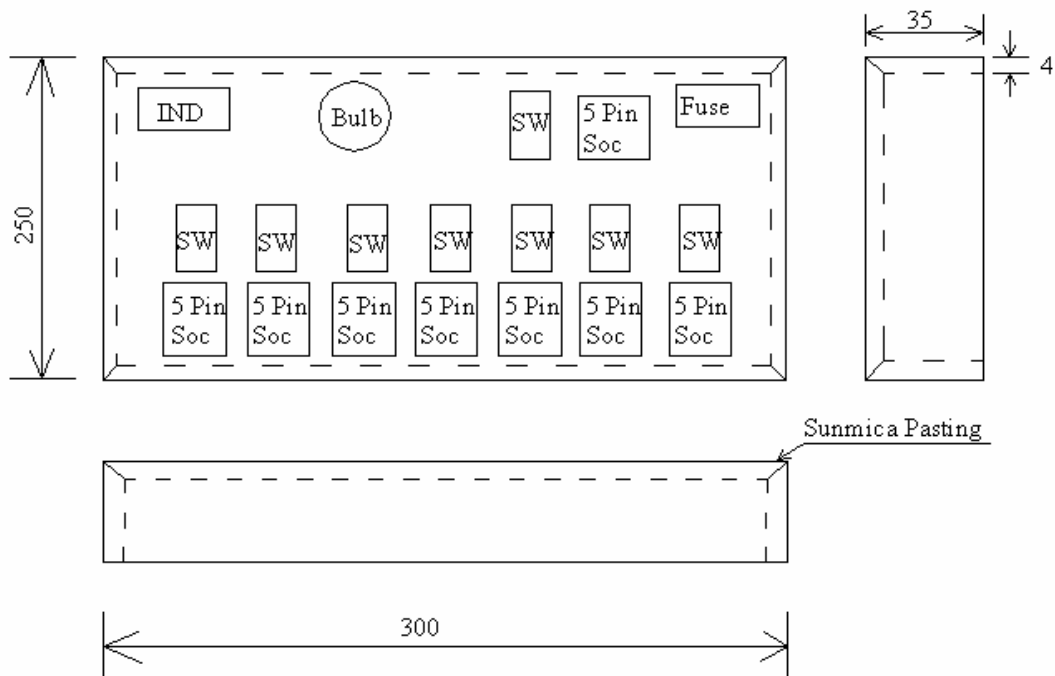 35
4
IND
Bulb
SW
5 Pin
Soc
Fuse
250
SW
SW
SW
SW
SW
SW
SW
5 Pin
Soc
5 Pin
Soc
5 Pin
Soc
5 Pin
Soc
5 Pin
Soc
5 Pin
Soc
5 Pin
Soc
Sunmica Pasting
300